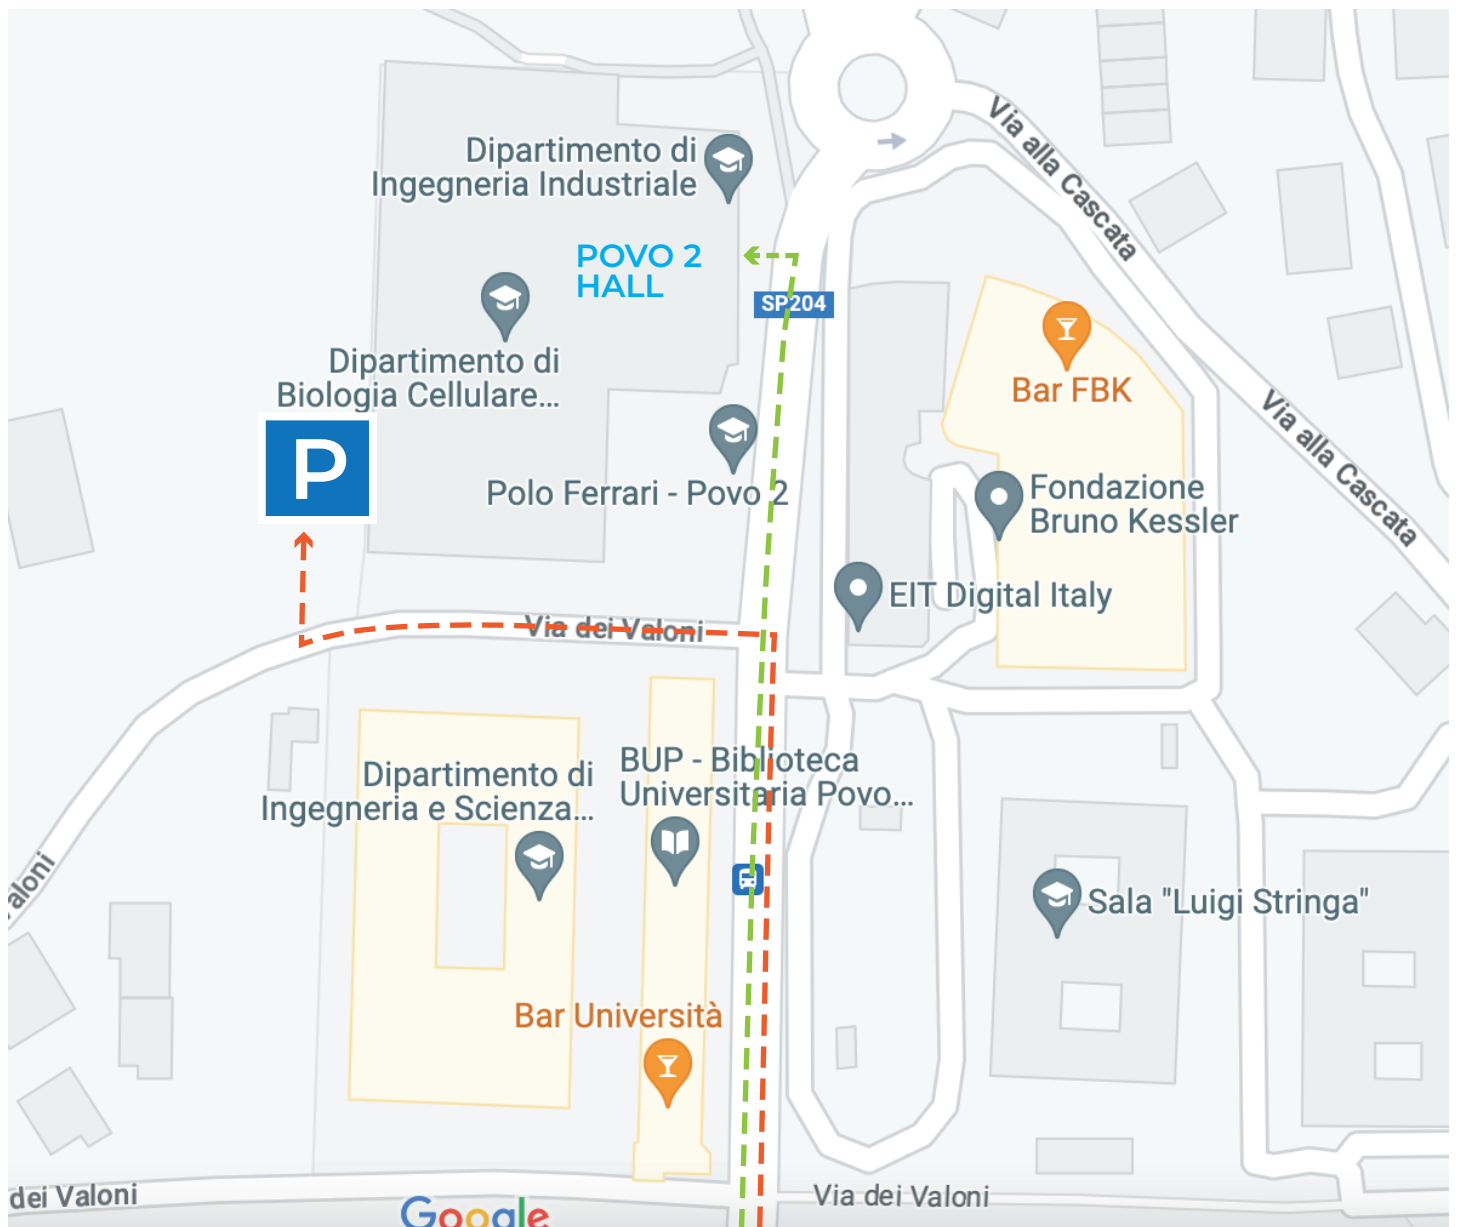 Via alla Cascata
Dipartimento di
Ingegneria Industriale
POVO 2
HALL
SP204
Dipartimento di
Biologia Cellulare...
Bar FBK
Via alla Cascata
P
Polo Ferrari - Povo 2
Fondazione
Bruno Kessler
EIT Digital Italy
Via dei Valoni
BUP - Biblioteca
Universitaria Povo...
Dipartimento di
Ingegneria e Scienza...
Valoni
Sala "Luigi Stringa"
Bar Università
dei Valoni
Via dei Valoni
Google